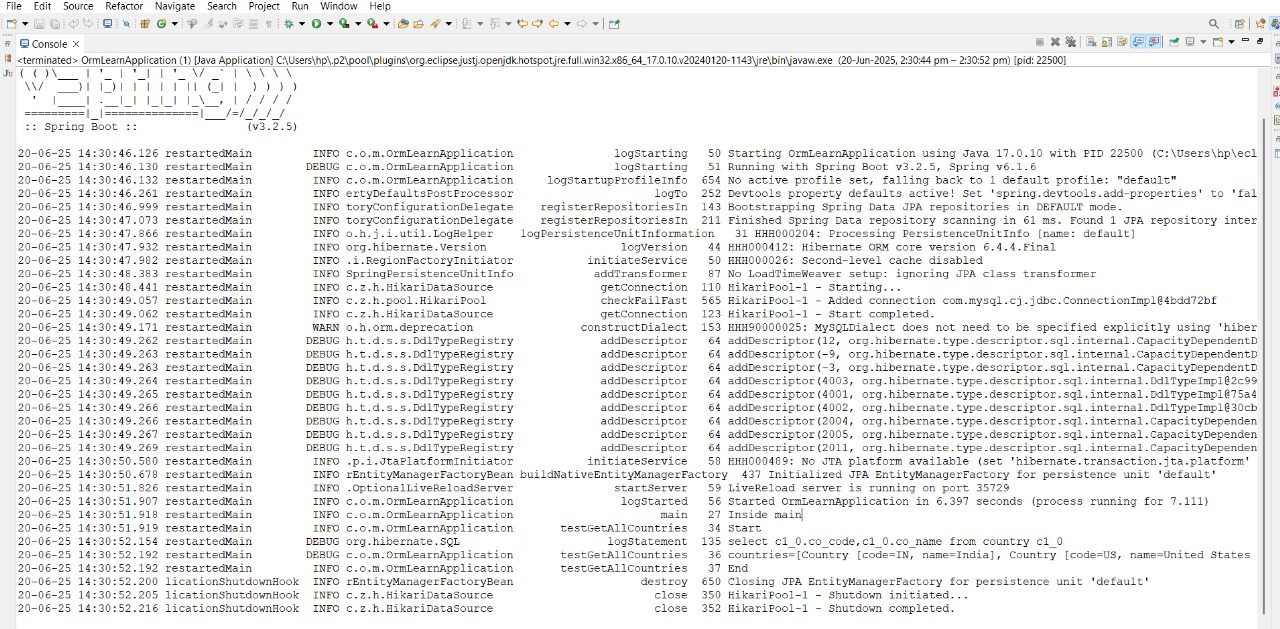 File Edit Source Refactor Navigate Search Project Run Window Help
Console
<terminated> OrmLearnApplication (1) [Java Application] C:\Users\hp\.p2\pool\plugins\org.eclipse.justj.openjdk.hotspot.jre.full.win32.x86_64_17.0.10.v20240120-1143\jre\bin\javaw.exe (20-Jun-2025, 2:30:44 pm – 2:30:52 pm) [pid: 22500]
( ( )\___ | '_ | '_| | '_ \/ _` | \ \ \ \
 \\/  ___)| |_)| | | | | || (_| |  ) ) ) )
  '  |____| .__|_| |_|_| |_\__, | / / / /
 =========|_|==============|___/=/_/_/_/
 :: Spring Boot ::                (v3.2.5)
20-06-25 14:30:46.126 restartedMain INFO c.o.m.OrmLearnApplication logStarting 50 Starting OrmLearnApplication using Java 17.0.10 with PID 22500 (C:\Users\hp\ecl
20-06-25 14:30:46.130 restartedMain DEBUG c.o.m.OrmLearnApplication logStarting 51 Running with Spring Boot v3.2.5, Spring v6.1.6
20-06-25 14:30:46.132 restartedMain INFO c.o.m.OrmLearnApplication logStartupProfileInfo 654 No active profile set, falling back to 1 default profile: "default"
20-06-25 14:30:46.261 restartedMain INFO ertyDefaultsPostProcessor logTo 252 Devtools property defaults active! Set 'spring.devtools.add-properties' to 'fal
20-06-25 14:30:46.999 restartedMain INFO toryConfigurationDelegate registerRepositoriesIn 143 Bootstrapping Spring Data JPA repositories in DEFAULT mode.
20-06-25 14:30:47.073 restartedMain INFO toryConfigurationDelegate registerRepositoriesIn 211 Finished Spring Data repository scanning in 61 ms. Found 1 JPA repository inter
20-06-25 14:30:47.866 restartedMain INFO o.h.j.i.util.LogHelper logPersistenceUnitInformation 31 HHH000204: Processing PersistenceUnitInfo [name: default]
20-06-25 14:30:47.932 restartedMain INFO org.hibernate.Version logVersion 44 HHH000412: Hibernate ORM core version 6.4.4.Final
20-06-25 14:30:47.982 restartedMain INFO .i.RegionFactoryInitiator initiateService 50 HHH000026: Second-level cache disabled
20-06-25 14:30:48.383 restartedMain INFO SpringPersistenceUnitInfo addTransformer 87 No LoadTimeWeaver setup: ignoring JPA class transformer
20-06-25 14:30:48.441 restartedMain INFO c.z.h.HikariDataSource getConnection 110 HikariPool-1 - Starting...
20-06-25 14:30:49.057 restartedMain INFO c.z.h.pool.HikariPool checkFailFast 565 HikariPool-1 - Added connection com.mysql.cj.jdbc.ConnectionImpl@4bdd72bf
20-06-25 14:30:49.062 restartedMain INFO c.z.h.HikariDataSource getConnection 123 HikariPool-1 - Start completed.
20-06-25 14:30:49.171 restartedMain WARN o.h.orm.deprecation constructDialect 153 HHH90000025: MySQLDialect does not need to be specified explicitly using 'hiber
20-06-25 14:30:49.262 restartedMain DEBUG h.t.d.s.s.DdlTypeRegistry addDescriptor 64 addDescriptor(12, org.hibernate.type.descriptor.sql.internal.CapacityDependentD
20-06-25 14:30:49.263 restartedMain DEBUG h.t.d.s.s.DdlTypeRegistry addDescriptor 64 addDescriptor(-9, org.hibernate.type.descriptor.sql.internal.CapacityDependentD
20-06-25 14:30:49.263 restartedMain DEBUG h.t.d.s.s.DdlTypeRegistry addDescriptor 64 addDescriptor(-3, org.hibernate.type.descriptor.sql.internal.CapacityDependentD
20-06-25 14:30:49.264 restartedMain DEBUG h.t.d.s.s.DdlTypeRegistry addDescriptor 64 addDescriptor(4003, org.hibernate.type.descriptor.sql.internal.DdlTypeImpl@2c99
20-06-25 14:30:49.265 restartedMain DEBUG h.t.d.s.s.DdlTypeRegistry addDescriptor 64 addDescriptor(4001, org.hibernate.type.descriptor.sql.internal.DdlTypeImpl@75a4
20-06-25 14:30:49.266 restartedMain DEBUG h.t.d.s.s.DdlTypeRegistry addDescriptor 64 addDescriptor(4002, org.hibernate.type.descriptor.sql.internal.DdlTypeImpl@30cb
20-06-25 14:30:49.266 restartedMain DEBUG h.t.d.s.s.DdlTypeRegistry addDescriptor 64 addDescriptor(2004, org.hibernate.type.descriptor.sql.internal.CapacityDependen
20-06-25 14:30:49.267 restartedMain DEBUG h.t.d.s.s.DdlTypeRegistry addDescriptor 64 addDescriptor(2005, org.hibernate.type.descriptor.sql.internal.CapacityDependen
20-06-25 14:30:49.269 restartedMain DEBUG h.t.d.s.s.DdlTypeRegistry addDescriptor 64 addDescriptor(2011, org.hibernate.type.descriptor.sql.internal.CapacityDependen
20-06-25 14:30:50.580 restartedMain INFO .p.i.JtaPlatformInitiator initiateService 58 HHH000489: No JTA platform available (set 'hibernate.transaction.jta.platform'
20-06-25 14:30:50.678 restartedMain INFO rEntityManagerFactoryBean buildNativeEntityManagerFactory 437 Initialized JPA EntityManagerFactory for persistence unit 'default'
20-06-25 14:30:51.826 restartedMain INFO .OptionalLiveReloadServer startServer 59 LiveReload server is running on port 35729
20-06-25 14:30:51.907 restartedMain INFO c.o.m.OrmLearnApplication logStarted 56 Started OrmLearnApplication in 6.397 seconds (process running for 7.111)
20-06-25 14:30:51.918 restartedMain INFO c.o.m.OrmLearnApplication main 27 Inside main
20-06-25 14:30:51.919 restartedMain INFO c.o.m.OrmLearnApplication testGetAllCountries 34 Start
20-06-25 14:30:52.154 restartedMain DEBUG org.hibernate.SQL logStatement 135 select c1_0.co_code,c1_0.co_name from country c1_0
20-06-25 14:30:52.192 restartedMain DEBUG c.o.m.OrmLearnApplication testGetAllCountries 36 countries=[Country [code=IN, name=India], Country [code=US, name=United States
20-06-25 14:30:52.192 restartedMain INFO c.o.m.OrmLearnApplication testGetAllCountries 37 End
20-06-25 14:30:52.200 licationShutdownHook INFO rEntityManagerFactoryBean destroy 650 Closing JPA EntityManagerFactory for persistence unit 'default'
20-06-25 14:30:52.205 licationShutdownHook INFO c.z.h.HikariDataSource close 350 HikariPool-1 - Shutdown initiated...
20-06-25 14:30:52.216 licationShutdownHook INFO c.z.h.HikariDataSource close 352 HikariPool-1 - Shutdown completed.